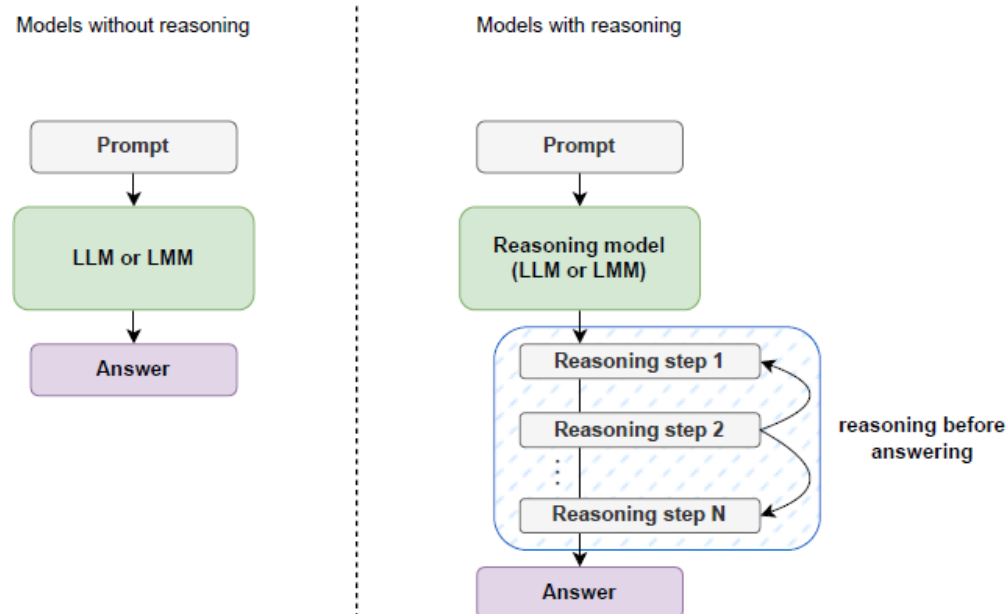 Models without reasoning
Prompt
LLM or LMM
Answer
Models with reasoning
Prompt
Reasoning model
(LLM or LMM)
Reasoning step 1
Reasoning step 2
Reasoning step N
reasoning before
answering
Answer